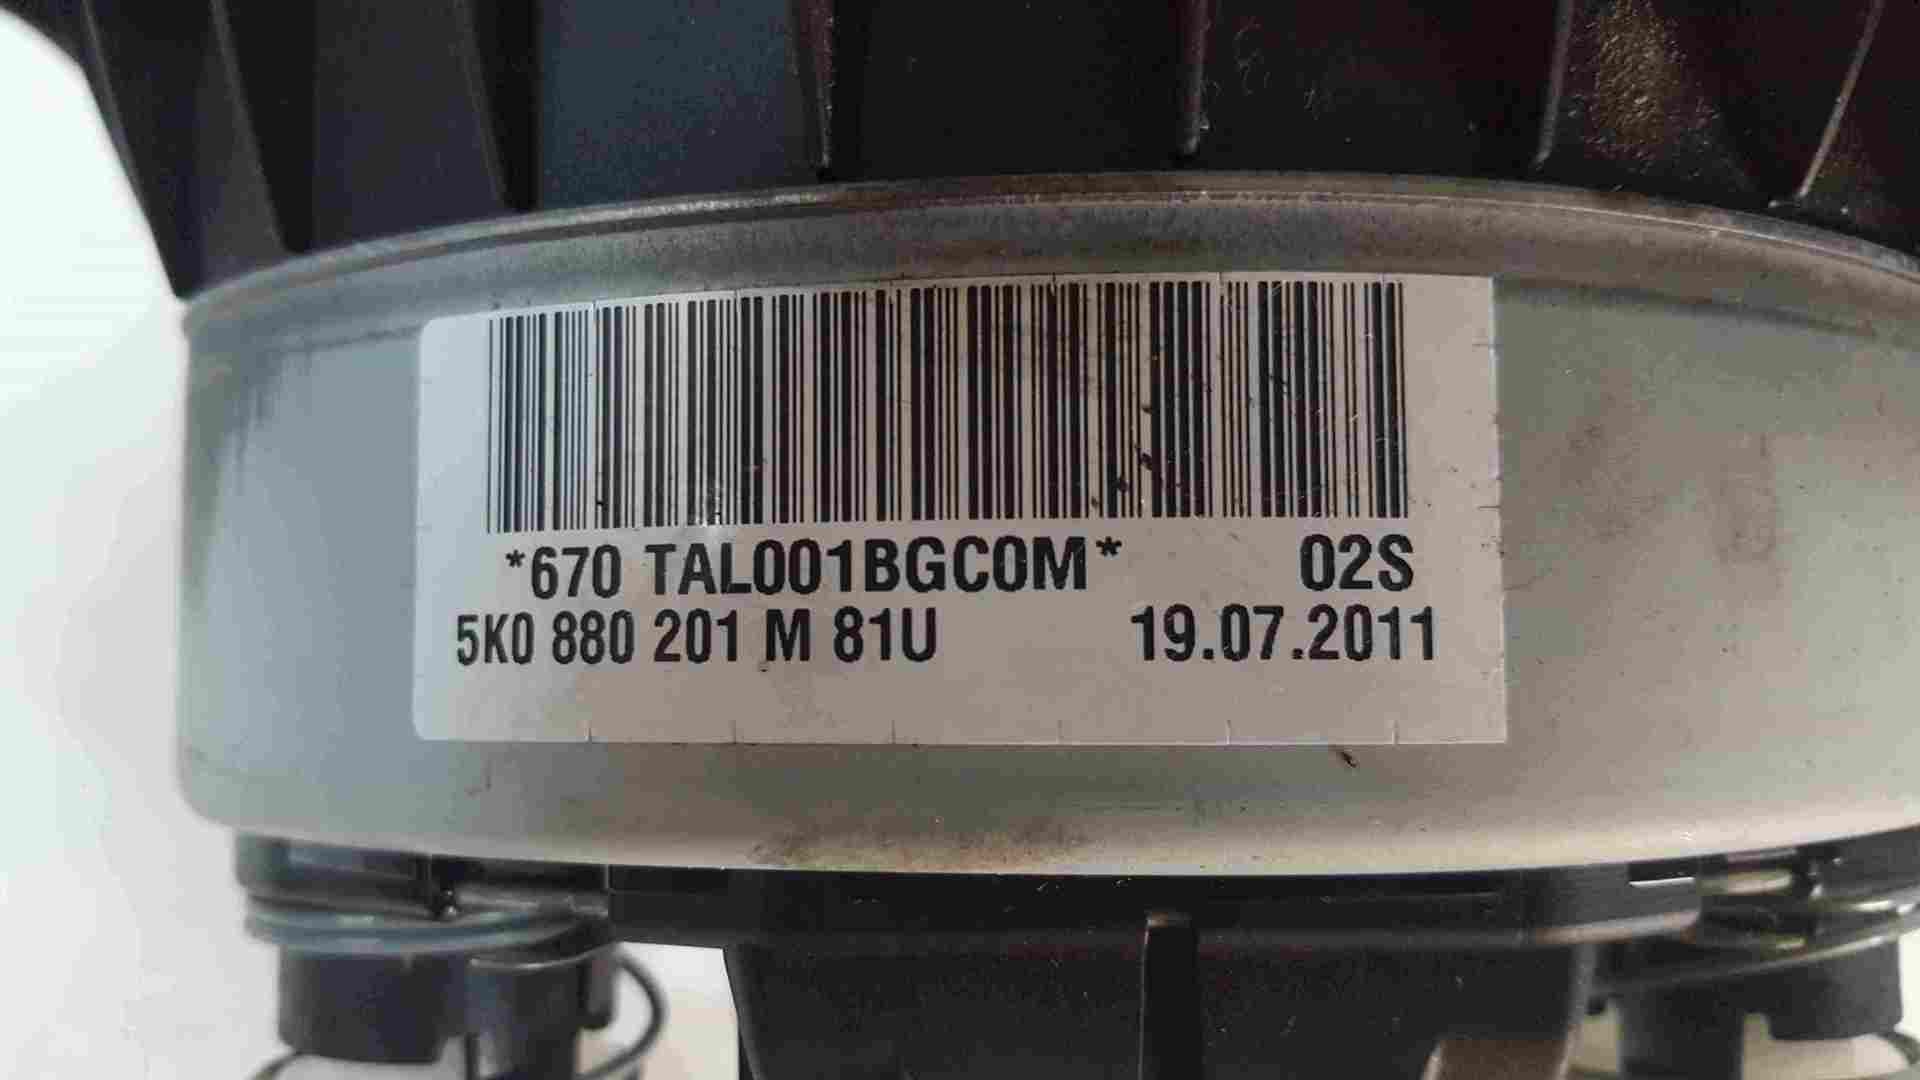 *670 TAL001BGC0M* 02S
5K0 880 201 M 81U 19.07.2011